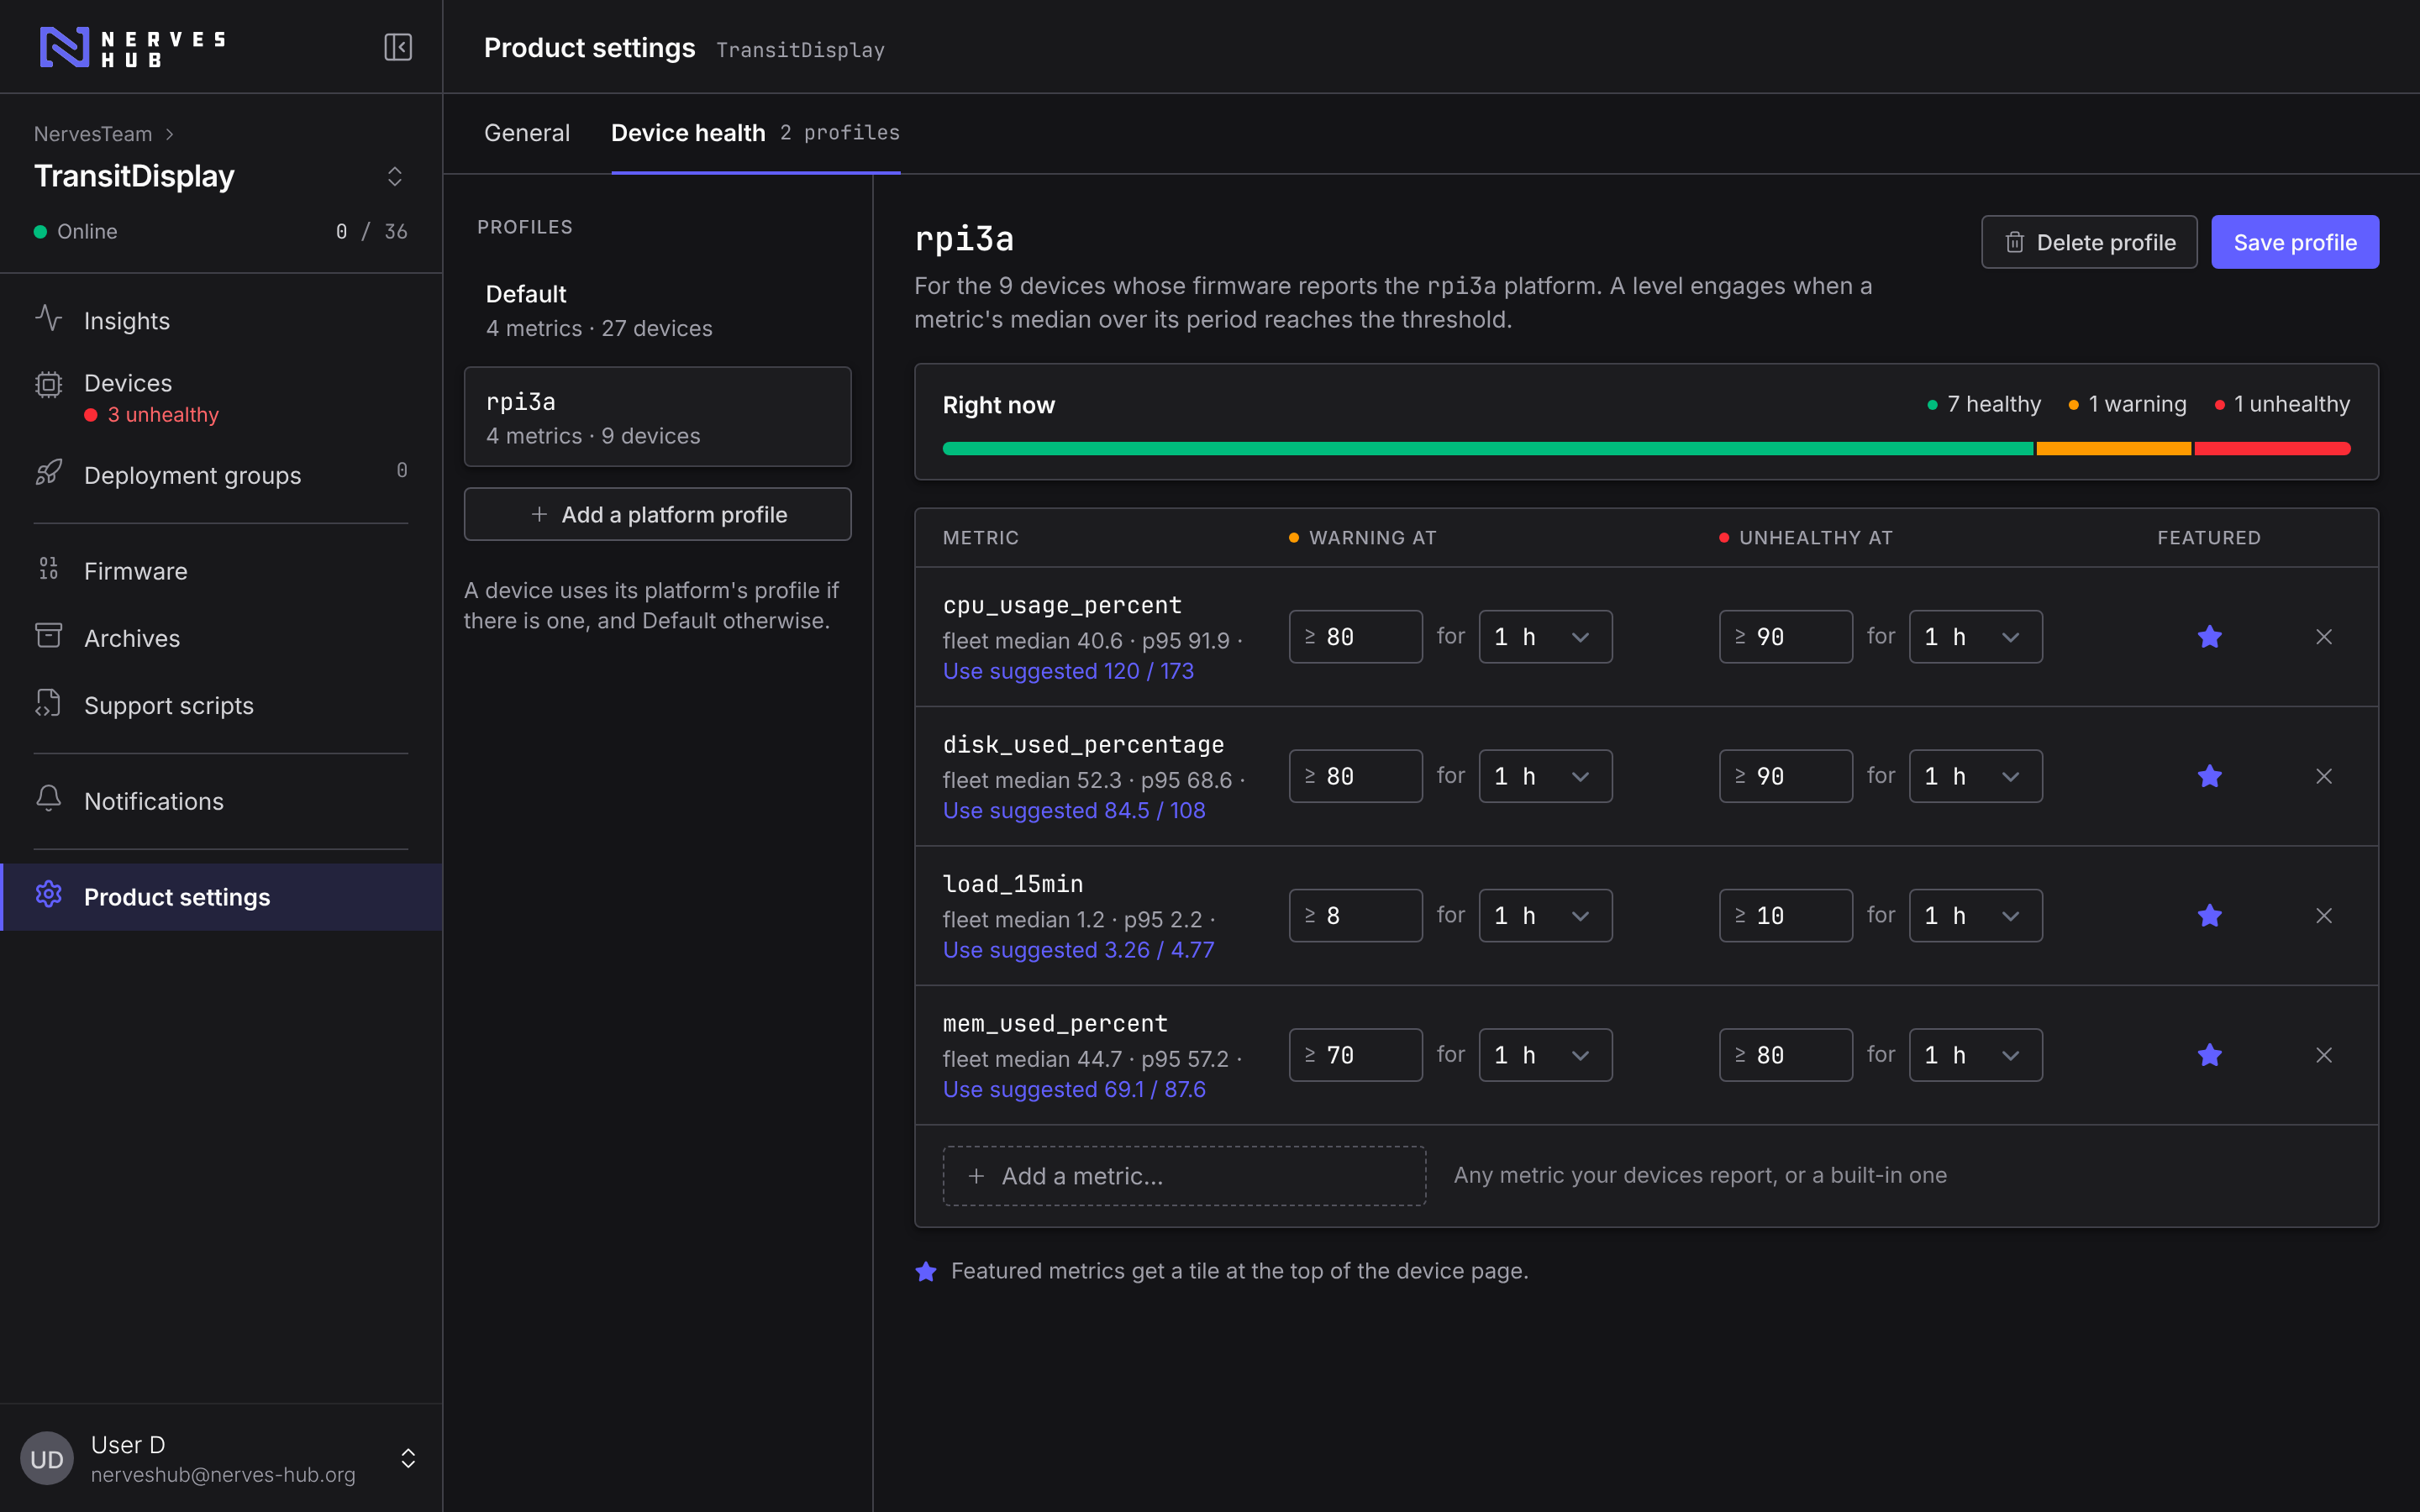 NERVES
HUB
NervesTeam
TransitDisplay
Online 0 / 36
Insights
Devices
3 unhealthy
Deployment groups 0
Firmware
Archives
Support scripts
Notifications
Product settings
UD
User D
nerveshub@nerves-hub.org
Product settings TransitDisplay
General Device health 2 profiles
PROFILES
Default
4 metrics · 27 devices
rpi3a
4 metrics · 9 devices
+ Add a platform profile
A device uses its platform's profile if
there is one, and Default otherwise.
rpi3a
Delete profile Save profile
For the 9 devices whose firmware reports the rpi3a platform. A level engages when a
metric's median over its period reaches the threshold.
Right now 7 healthy 1 warning 1 unhealthy
METRIC WARNING AT UNHEALTHY AT FEATURED
cpu_usage_percent
fleet median 40.6 · p95 91.9 ·
Use suggested 120 / 173
≥ 80 for 1 h ≥ 90 for 1 h
disk_used_percentage
fleet median 52.3 · p95 68.6 ·
Use suggested 84.5 / 108
≥ 80 for 1 h ≥ 90 for 1 h
load_15min
fleet median 1.2 · p95 2.2 ·
Use suggested 3.26 / 4.77
≥ 8 for 1 h ≥ 10 for 1 h
mem_used_percent
fleet median 44.7 · p95 57.2 ·
Use suggested 69.1 / 87.6
≥ 70 for 1 h ≥ 80 for 1 h
+ Add a metric... Any metric your devices report, or a built-in one
Featured metrics get a tile at the top of the device page.